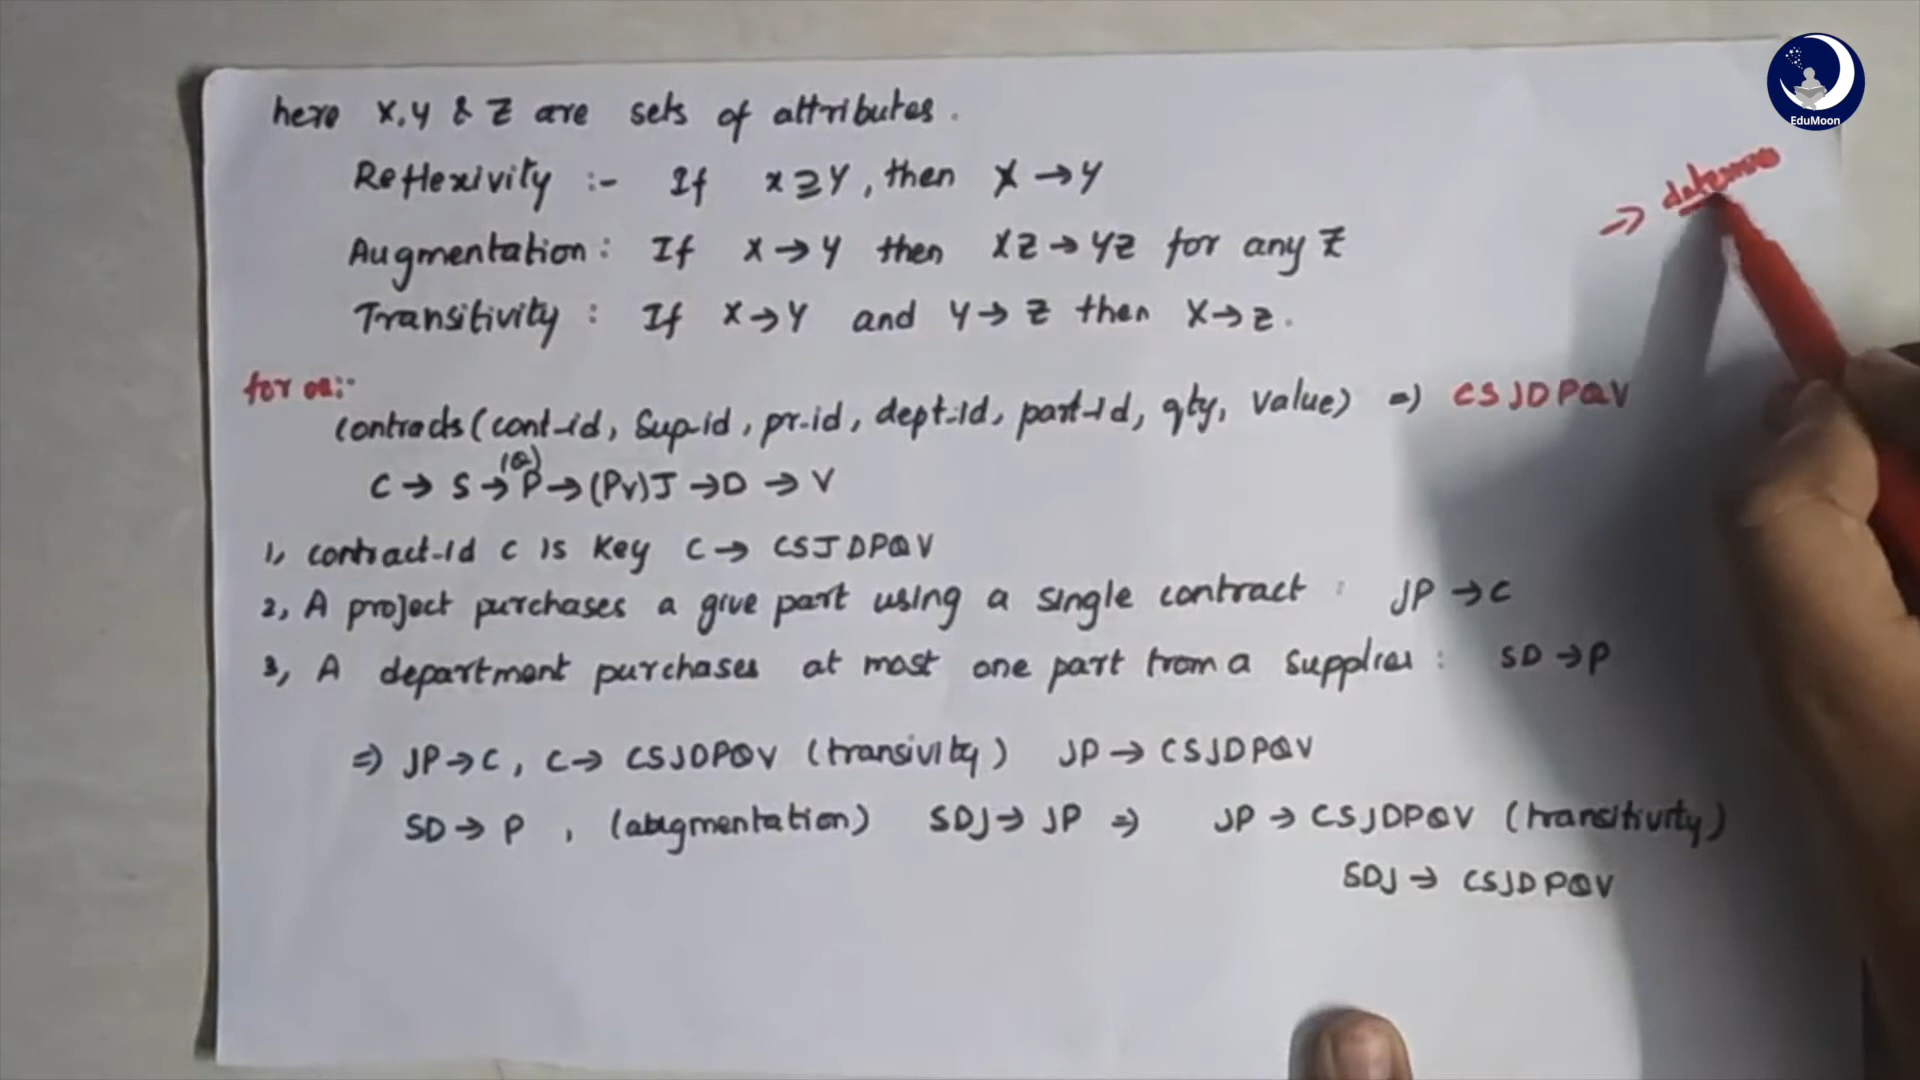 EduMoon
here x,y & z are sets of attributes.
Reflexivity :- If x ⊇ y, then x → y
Augmentation : If x → y then xz → yz for any z
Transitivity : If x → y and y → z then x → z.
=>
for ex:-
contracts (cont-id, Sup-id, pr-id, dept-id, part-id, qty, value) => CSJDPQV
(Q)
C → S → P → (Pr)J → D → V
1, contract-id C is key C → CSJDPQV
2, A project purchases a give part using a single contract : JP → C
3, A department purchases at most one part from a supplier : SD → P
=> JP → C, C → CSJDPQV (transivity) JP → CSJDPQV
SD → P , (augmentation) SDJ → JP => JP → CSJDPQV (transitivity)
SDJ → CSJDPQV